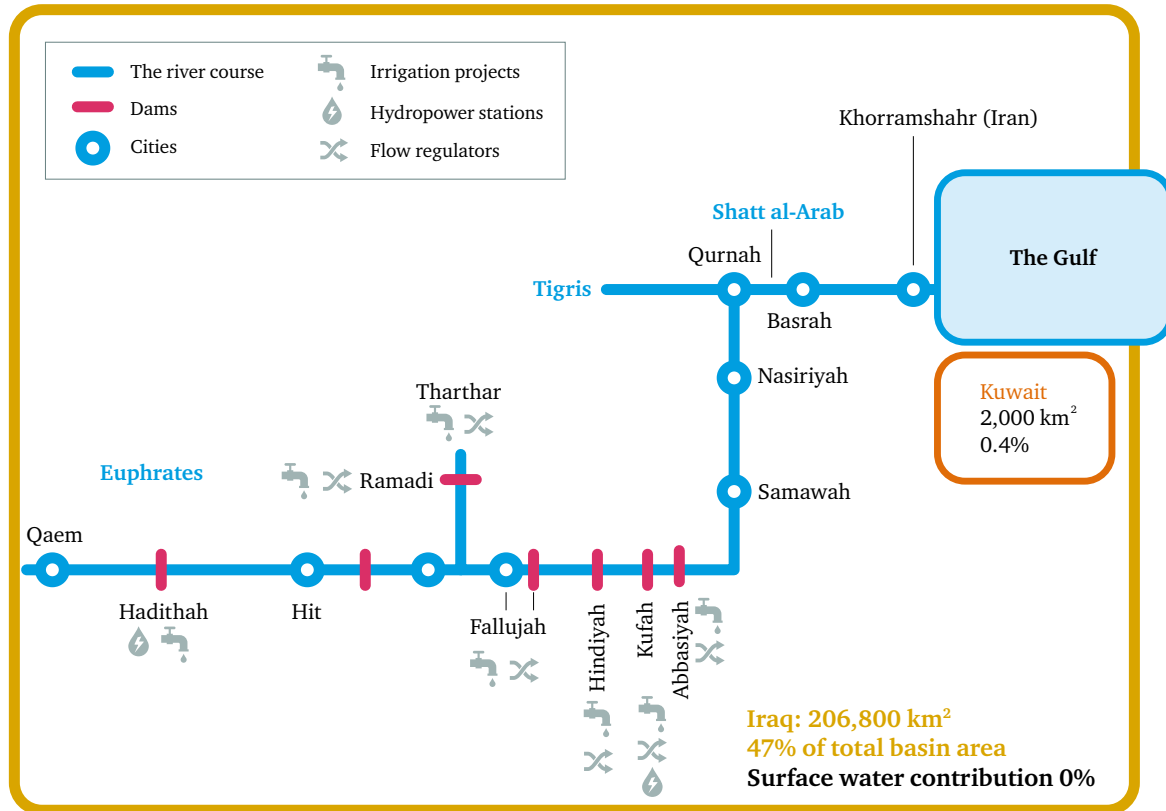 The river course
Dams
Cities
Irrigation projects
Hydropower stations
Flow regulators
Khorramshahr (Iran)
Shatt al-Arab
Qurnah
The Gulf
Tigris
Basrah
Nasiriyah
Kuwait
2,000 km²
0.4%
Tharthar
Euphrates
Ramadi
Samawah
Qaem
Hadithah
Hit
Fallujah
Hindiyah
Kufah
Abbasiyah
Iraq: 206,800 km²
47% of total basin area
Surface water contribution 0%